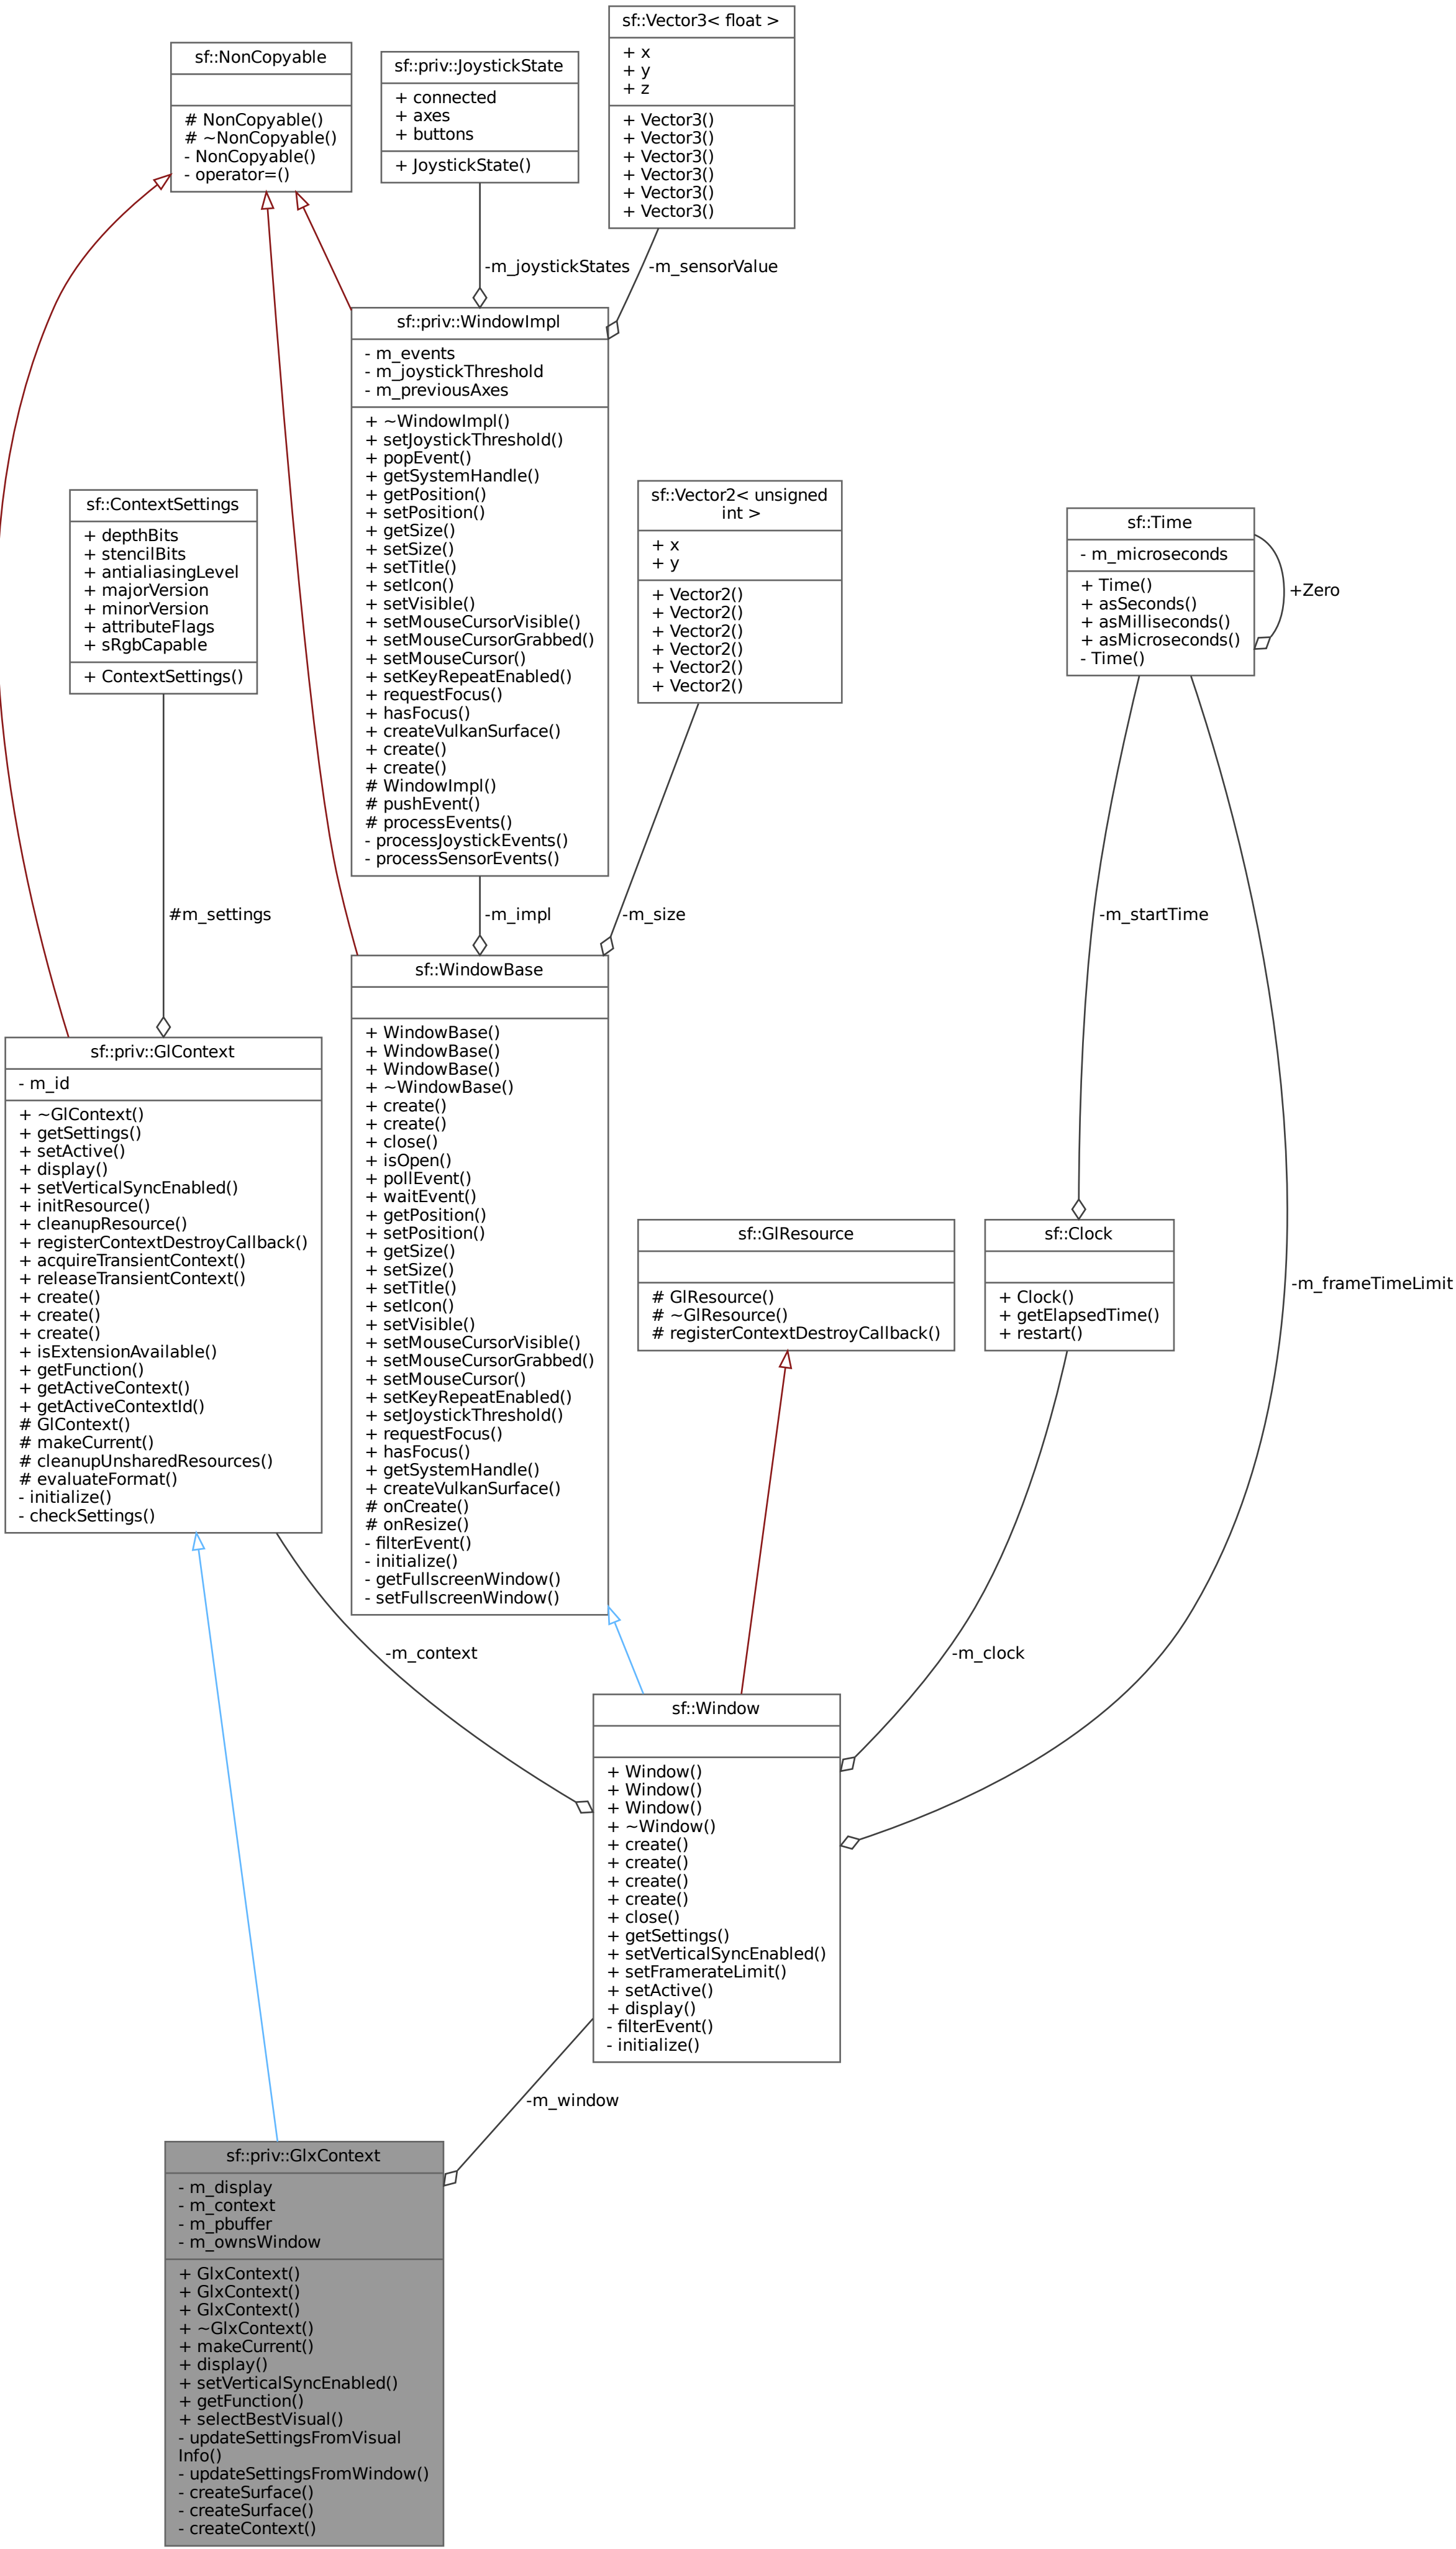 sf::Vector3< float >
+ x
+ y
+ z
+ Vector3()
+ Vector3()
+ Vector3()
+ Vector3()
+ Vector3()
+ Vector3()
sf::NonCopyable
# NonCopyable()
# ~NonCopyable()
- NonCopyable()
- operator=()
sf::priv::JoystickState
+ connected
+ axes
+ buttons
+ JoystickState()
-m_joystickStates
-m_sensorValue
sf::priv::WindowImpl
- m_events
- m_joystickThreshold
- m_previousAxes
+ ~WindowImpl()
+ setJoystickThreshold()
+ popEvent()
+ getSystemHandle()
+ getPosition()
+ setPosition()
+ getSize()
+ setSize()
+ setTitle()
+ setIcon()
+ setVisible()
+ setMouseCursorVisible()
+ setMouseCursorGrabbed()
+ setMouseCursor()
+ setKeyRepeatEnabled()
+ requestFocus()
+ hasFocus()
+ createVulkanSurface()
+ create()
+ create()
# WindowImpl()
# pushEvent()
# processEvents()
- processJoystickEvents()
- processSensorEvents()
sf::ContextSettings
+ depthBits
+ stencilBits
+ antialiasingLevel
+ majorVersion
+ minorVersion
+ attributeFlags
+ sRgbCapable
+ ContextSettings()
sf::Vector2< unsigned
int >
+ x
+ y
+ Vector2()
+ Vector2()
+ Vector2()
+ Vector2()
+ Vector2()
+ Vector2()
sf::Time
- m_microseconds
+ Time()
+ asSeconds()
+ asMilliseconds()
+ asMicroseconds()
- Time()
+Zero
#m_settings
-m_impl
-m_size
-m_startTime
sf::WindowBase
+ WindowBase()
+ WindowBase()
+ WindowBase()
+ ~WindowBase()
+ create()
+ create()
+ close()
+ isOpen()
+ pollEvent()
+ waitEvent()
+ getPosition()
+ setPosition()
+ getSize()
+ setSize()
+ setTitle()
+ setIcon()
+ setVisible()
+ setMouseCursorVisible()
+ setMouseCursorGrabbed()
+ setMouseCursor()
+ setKeyRepeatEnabled()
+ setJoystickThreshold()
+ requestFocus()
+ hasFocus()
+ getSystemHandle()
+ createVulkanSurface()
# onCreate()
# onResize()
- filterEvent()
- initialize()
- getFullscreenWindow()
- setFullscreenWindow()
sf::priv::GlContext
- m_id
+ ~GlContext()
+ getSettings()
+ setActive()
+ display()
+ setVerticalSyncEnabled()
+ initResource()
+ cleanupResource()
+ registerContextDestroyCallback()
+ acquireTransientContext()
+ releaseTransientContext()
+ create()
+ create()
+ create()
+ isExtensionAvailable()
+ getFunction()
+ getActiveContext()
+ getActiveContextId()
# GlContext()
# makeCurrent()
# cleanupUnsharedResources()
# evaluateFormat()
- initialize()
- checkSettings()
sf::GlResource
# GlResource()
# ~GlResource()
# registerContextDestroyCallback()
sf::Clock
+ Clock()
+ getElapsedTime()
+ restart()
-m_frameTimeLimit
-m_context
-m_clock
sf::Window
+ Window()
+ Window()
+ Window()
+ ~Window()
+ create()
+ create()
+ create()
+ create()
+ close()
+ getSettings()
+ setVerticalSyncEnabled()
+ setFramerateLimit()
+ setActive()
+ display()
- filterEvent()
- initialize()
-m_window
sf::priv::GlxContext
- m_display
- m_context
- m_pbuffer
- m_ownsWindow
+ GlxContext()
+ GlxContext()
+ GlxContext()
+ ~GlxContext()
+ makeCurrent()
+ display()
+ setVerticalSyncEnabled()
+ getFunction()
+ selectBestVisual()
- updateSettingsFromVisual
Info()
- updateSettingsFromWindow()
- createSurface()
- createSurface()
- createContext()